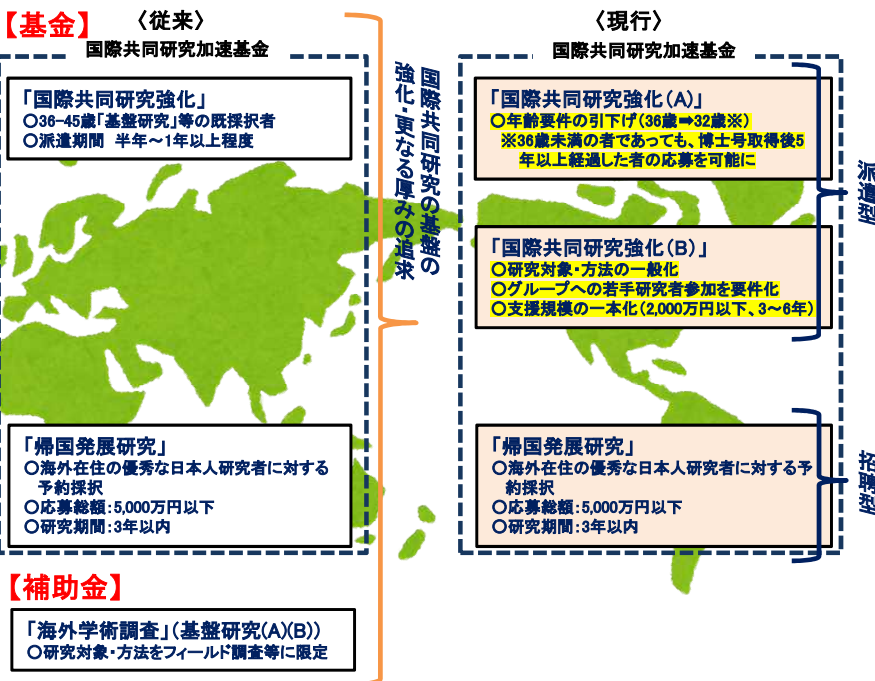 【基金】
〈従来〉
国際共同研究加速基金
「国際共同研究強化」
○36-45歳「基盤研究」等の既採択者
○派遣期間 半年～1年以上程度
「帰国発展研究」
○海外在住の優秀な日本人研究者に対する
予約採択
○応募総額：5,000万円以下
○研究期間：3年以内
【補助金】
「海外学術調査」（基盤研究(A)(B)）
○研究対象・方法をフィールド調査等に限定
国際共同研究の基盤の
強化・更なる厚みの追求
〈現行〉
国際共同研究加速基金
「国際共同研究強化（A）」
○年齢要件の引下げ（36歳➡32歳※）
※36歳未満の者であっても、博士号取得後5
年以上経過した者の応募を可能に
「国際共同研究強化（B）」
○研究対象・方法の一般化
○グループへの若手研究者参加を要件化
○支援規模の一本化（2,000万円以下、3～6年）
派遣型
「帰国発展研究」
○海外在住の優秀な日本人研究者に対する予
約採択
○応募総額：5,000万円以下
○研究期間：3年以内
招聘型